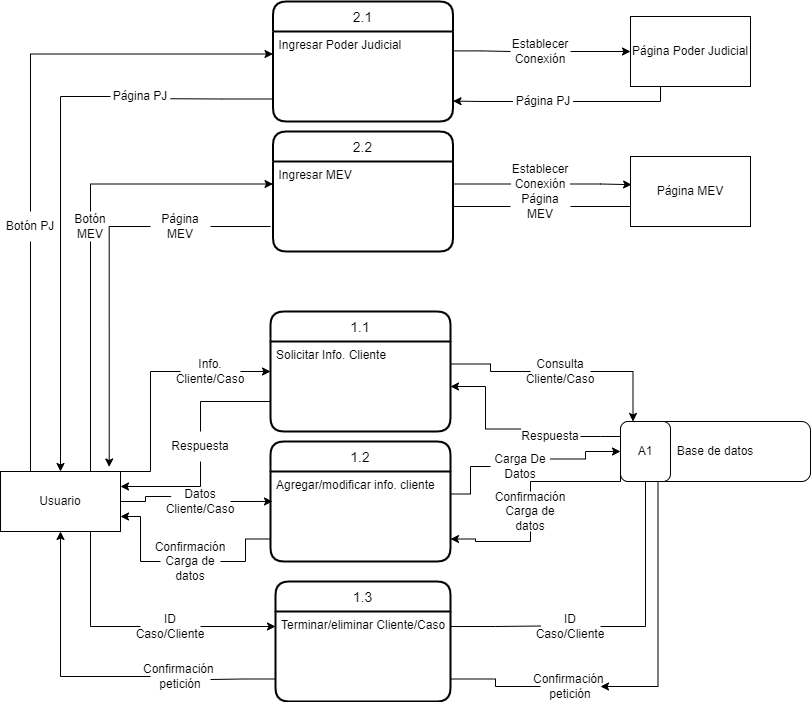 2.1
Ingresar Poder Judicial
Establecer
Conexión
Página Poder Judicial
Página PJ
Página PJ
2.2
Ingresar MEV
Establecer
Conexión
Página
MEV
Página MEV
Botón PJ
Botón
MEV
Página
MEV
1.1
Solicitar Info. Cliente
Info.
Cliente/Caso
Consulta
Cliente/Caso
Respuesta
Respuesta
A1
Base de datos
1.2
Agregar/modificar info. cliente
Carga De
Datos
Usuario
Datos
Cliente/Caso
Confirmación
Carga de
datos
Confirmación
Carga de
datos
1.3
Terminar/eliminar Cliente/Caso
ID
Caso/Cliente
ID
Caso/Cliente
Confirmación
petición
Confirmación
petición